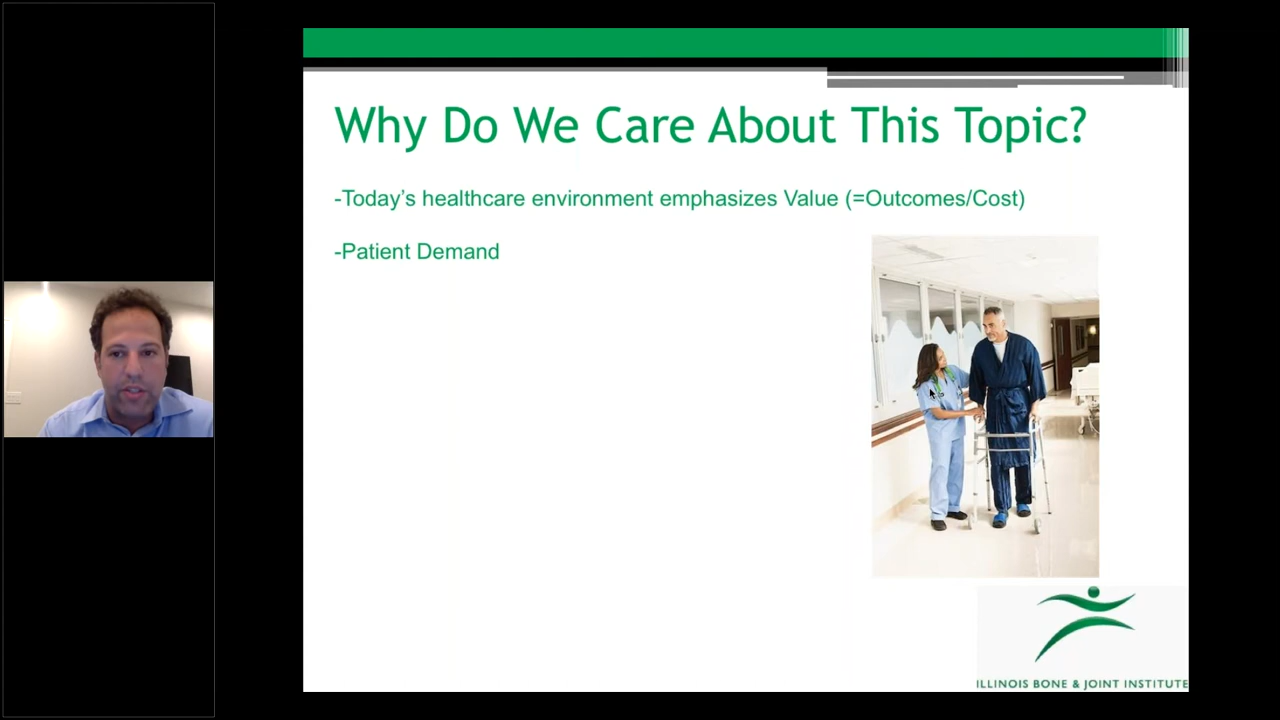 Why Do We Care About This Topic?
-Today’s healthcare environment emphasizes Value (=Outcomes/Cost)
-Patient Demand
ILLINOIS BONE & JOINT INSTITUTE